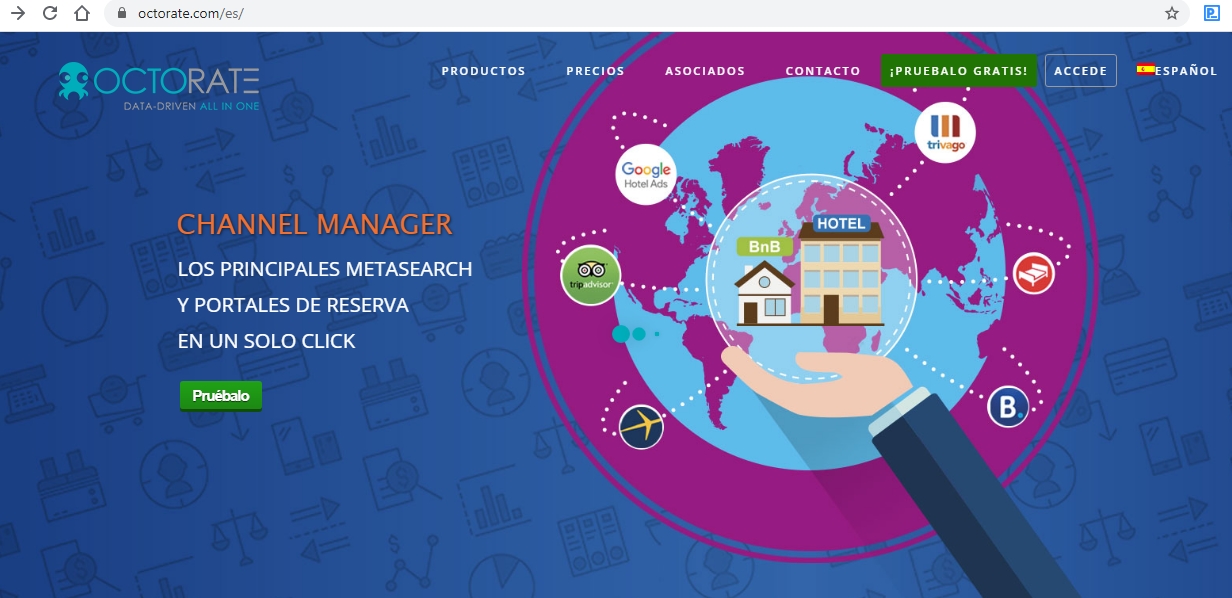 octorate.com/es/
OCTORATE
DATA-DRIVEN ALL IN ONE
PRODUCTOS
PRECIOS
ASOCIADOS
CONTACTO
¡PRUEBALO GRATIS!
ACCEDE
ESPAÑOL
trivago
Google
Hotel Ads
CHANNEL MANAGER
LOS PRINCIPALES METASEARCH
Y PORTALES DE RESERVA
EN UN SOLO CLICK
Pruébalo
HOTEL
BnB
tripadvisor
B.